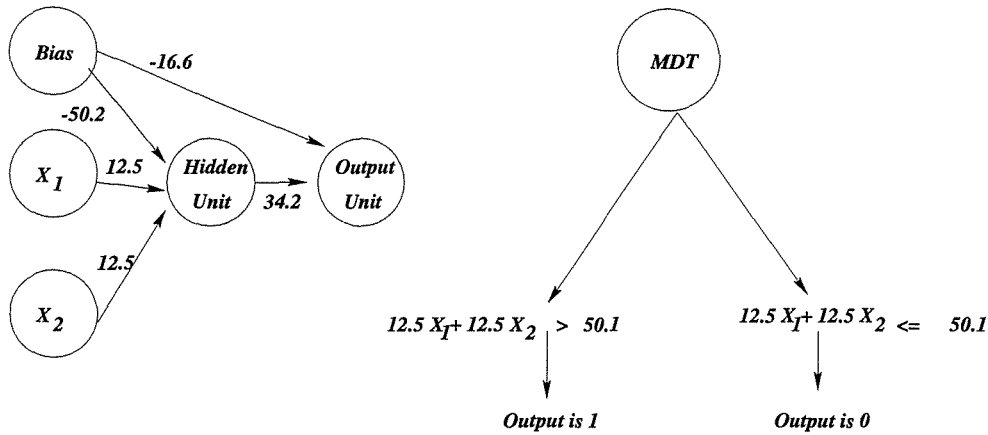 Bias
-16.6
-50.2
X1
12.5
Hidden
Unit
34.2
Output
Unit
12.5
X2
MDT
12.5 X1+ 12.5 X2 > 50.1
12.5 X1+ 12.5 X2 <= 50.1
Output is 1
Output is 0